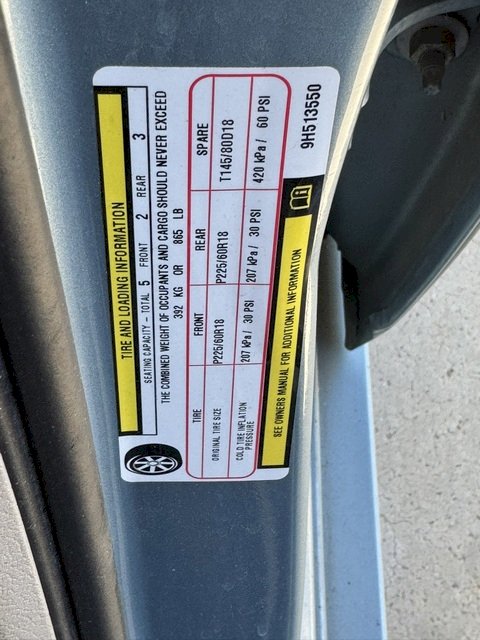 TIRE AND LOADING INFORMATION
SEATING CAPACITY - TOTAL 5 FRONT 2 REAR 3
THE COMBINED WEIGHT OF OCCUPANTS AND CARGO SHOULD NEVER EXCEED
392 KG OR 865 LB
TIRE FRONT REAR SPARE
ORIGINAL TIRE SIZE P225/60R18 P225/60R18 T145/80D18
COLD TIRE INFLATION PRESSURE 207 kPa / 30 PSI 207 kPa / 30 PSI 420 kPa / 60 PSI
SEE OWNERS MANUAL FOR ADDITIONAL INFORMATION
9H513550